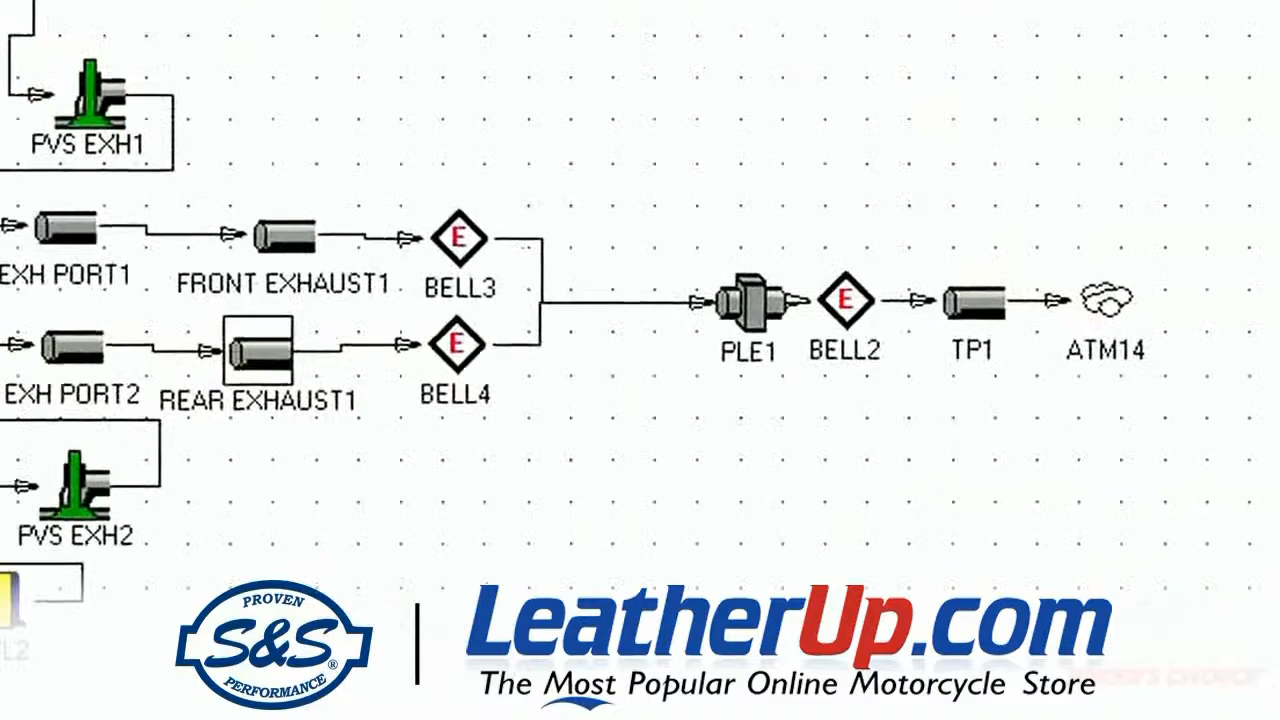 PVS EXH1
EXH PORT1
FRONT EXHAUST1
E
BELL3
EXH PORT2
REAR EXHAUST1
E
BELL4
PLE1
E
BELL2
TP1
ATM14
PVS EXH2
PROVEN
S&S®
PERFORMANCE
LeatherUp.com
The Most Popular Online Motorcycle Store